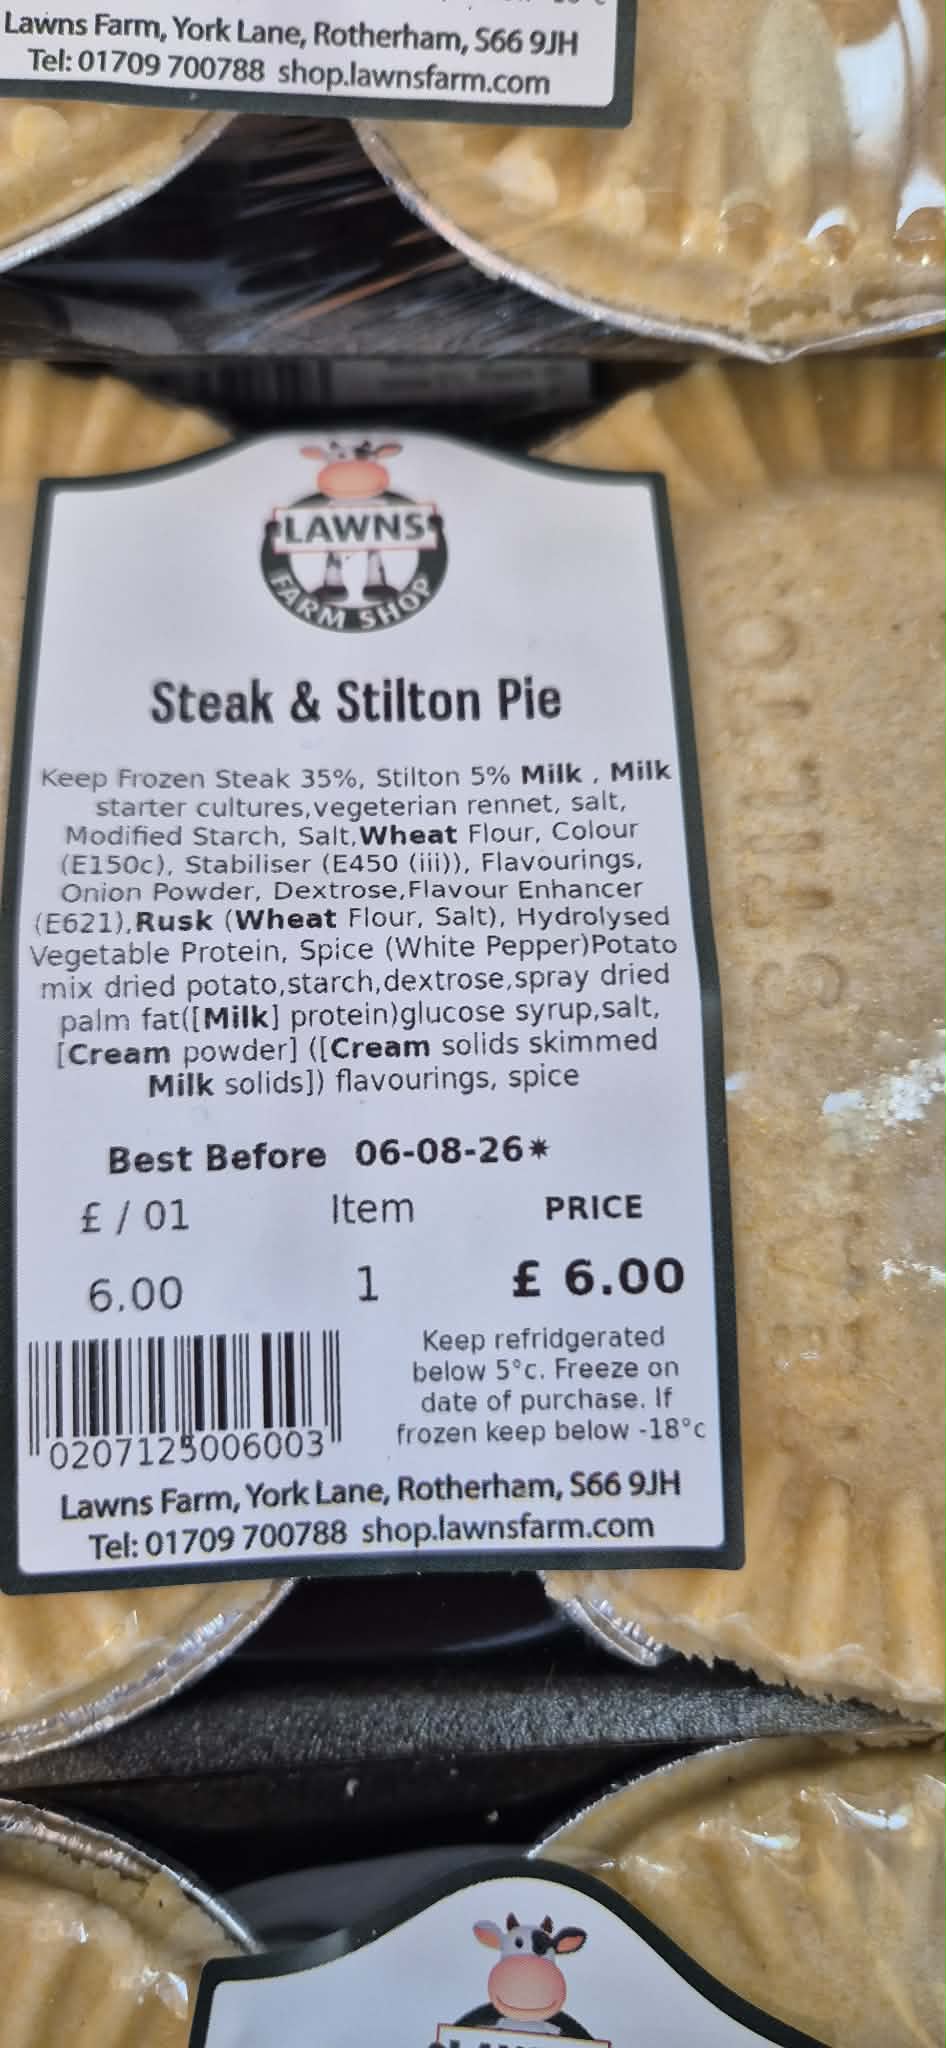 Lawns Farm, York Lane, Rotherham, S66 9JH
Tel: 01709 700788 shop.lawnsfarm.com
LAWNS
FARM SHOP
Steak & Stilton Pie
Keep Frozen Steak 35%, Stilton 5% Milk , Milk
starter cultures,vegeterian rennet, salt,
Modified Starch, Salt,Wheat Flour, Colour
(E150c), Stabiliser (E450 (iii)), Flavourings,
Onion Powder, Dextrose,Flavour Enhancer
(E621),Rusk (Wheat Flour, Salt), Hydrolysed
Vegetable Protein, Spice (White Pepper)Potato
mix dried potato,starch,dextrose,spray dried
palm fat([Milk] protein)glucose syrup,salt,
[Cream powder] ([Cream solids skimmed
Milk solids]) flavourings, spice
Best Before 06-08-26*
£ / 01 Item PRICE
6.00 1 £ 6.00
Keep refridgerated
below 5°c. Freeze on
date of purchase. If
frozen keep below -18°c
0207125006003
Lawns Farm, York Lane, Rotherham, S66 9JH
Tel: 01709 700788 shop.lawnsfarm.com